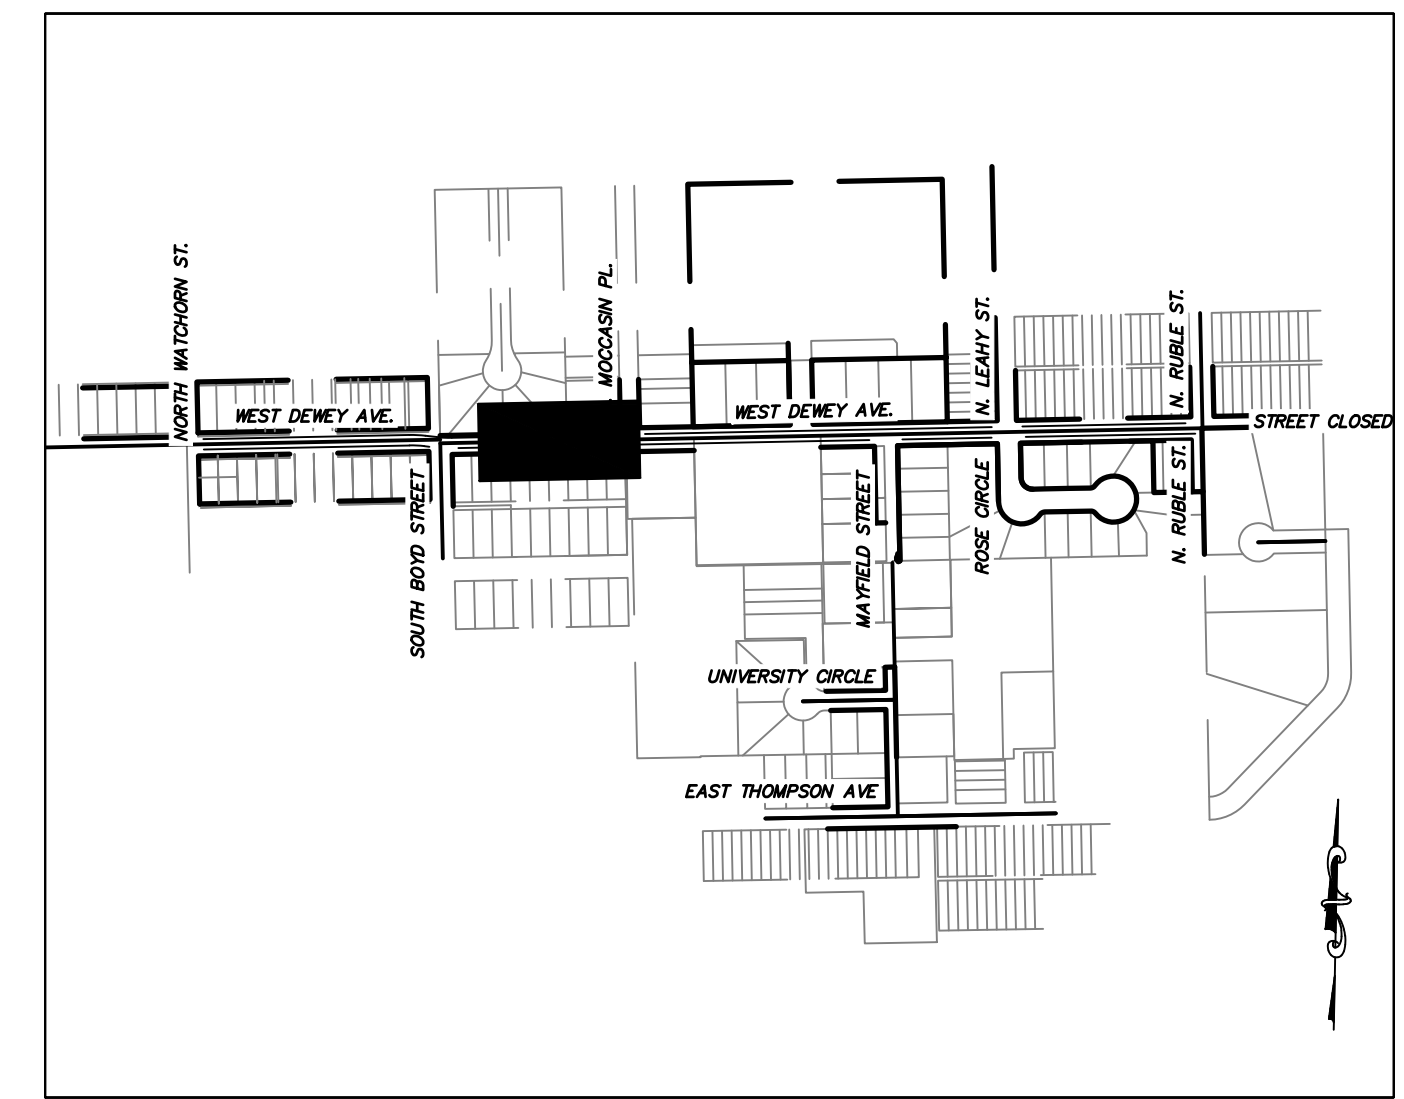 NORTH WATCHORN ST.
MOCCASIN PL.
N. LEAHY ST.
N. RUBLE ST.
WEST DEWEY AVE.
WEST DEWEY AVE.
STREET CLOSED
SOUTH BOYD STREET
MAYFIELD STREET
ROSE CIRCLE
N. RUBLE ST.
UNIVERSITY CIRCLE
EAST THOMPSON AVE